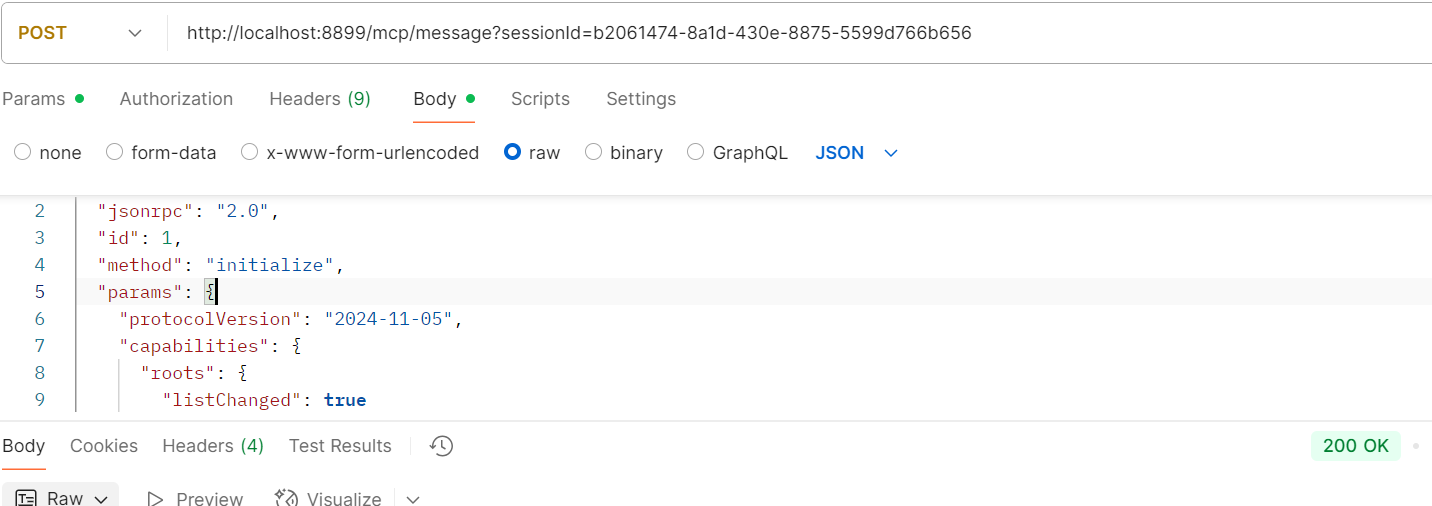 POST http://localhost:8899/mcp/message?sessionId=b2061474-8a1d-430e-8875-5599d766b656
Params Authorization Headers (9) Body Scripts Settings
none form-data x-www-form-urlencoded raw binary GraphQL JSON
2 "jsonrpc": "2.0",
3 "id": 1,
4 "method": "initialize",
5 "params": {
6 "protocolVersion": "2024-11-05",
7 "capabilities": {
8 "roots": {
9 "listChanged": true
Body Cookies Headers (4) Test Results 200 OK
Raw Preview Visualize